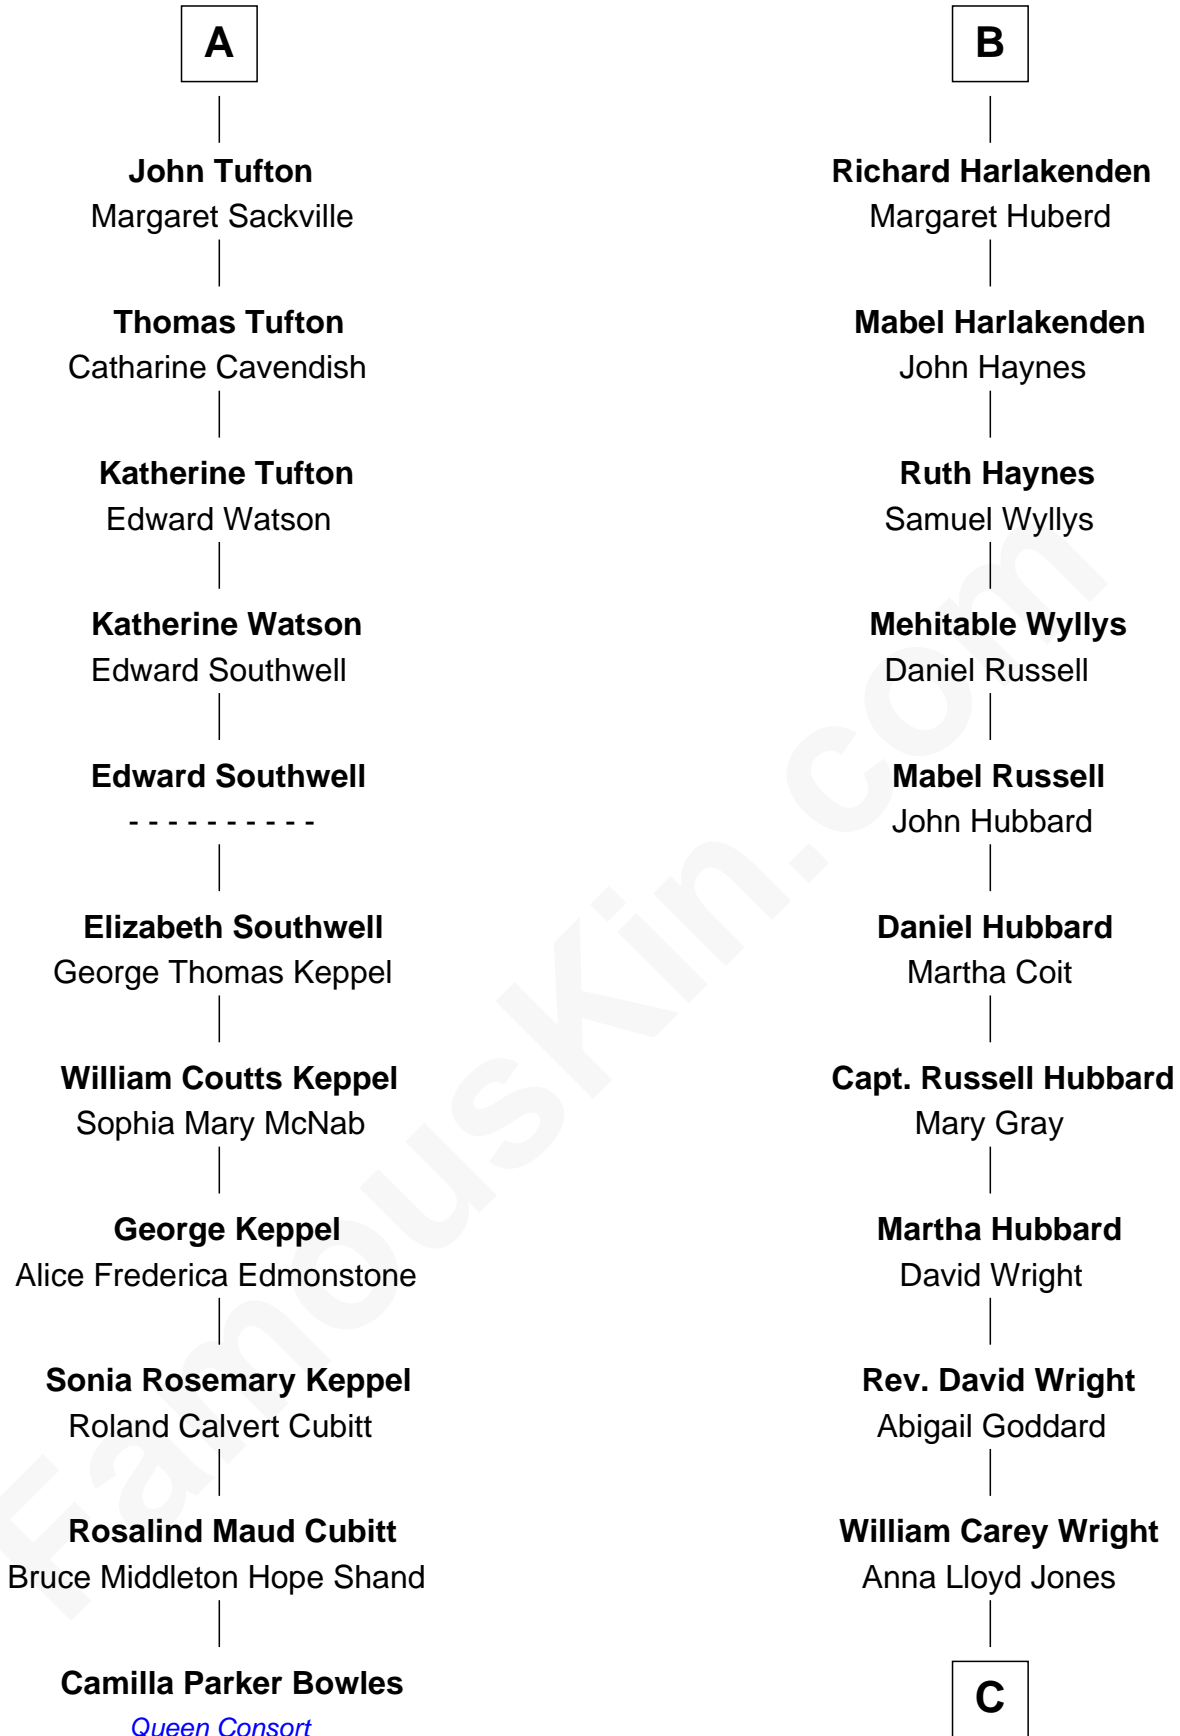 A
John Tufton
Margaret Sackville
Thomas Tufton
Catharine Cavendish
Katherine Tufton
Edward Watson
Katherine Watson
Edward Southwell
Edward Southwell
- - - - - - - - - -
Elizabeth Southwell
George Thomas Keppel
William Coutts Keppel
Sophia Mary McNab
George Keppel
Alice Frederica Edmonstone
Sonia Rosemary Keppel
Roland Calvert Cubitt
Rosalind Maud Cubitt
Bruce Middleton Hope Shand
Camilla Parker Bowles
Queen Consort
B
Richard Harlakenden
Margaret Huberd
Mabel Harlakenden
John Haynes
Ruth Haynes
Samuel Wyllys
Mehitable Wyllys
Daniel Russell
Mabel Russell
John Hubbard
Daniel Hubbard
Martha Coit
Capt. Russell Hubbard
Mary Gray
Martha Hubbard
David Wright
Rev. David Wright
Abigail Goddard
William Carey Wright
Anna Lloyd Jones
C
FamousKin.com